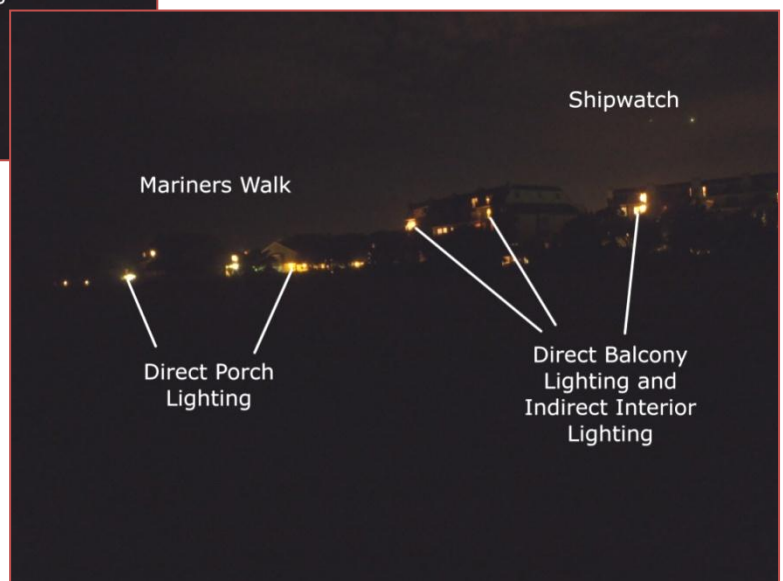 Shipwatch
Mariners Walk
Direct Porch
Lighting
Direct Balcony
Lighting and
Indirect Interior
Lighting